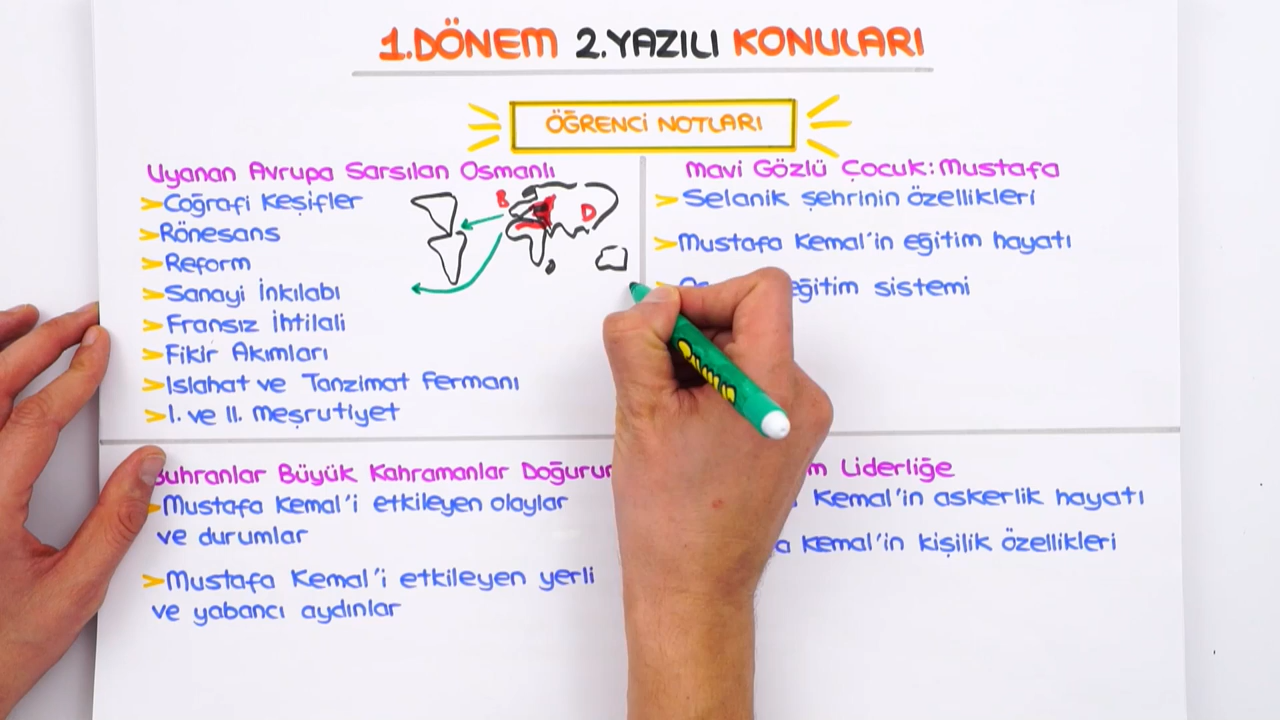 1.DÖNEM 2.YAZILI KONULARI
ÖĞRENCİ NOTLARI
Uyanan Avrupa Sarsılan Osmanlı
Coğrafi Keşifler
Rönesans
Reform
Sanayi İnkılabı
Fransız İhtilali
Fikir Akımları
Islahat ve Tanzimat Fermanı
I. ve II. Meşrutiyet
B
D
Mavi Gözlü Çocuk: Mustafa
Selanik şehrinin özellikleri
Mustafa Kemal'in eğitim hayatı
eğitim sistemi
Buhranlar Büyük Kahramanlar Doğurur
Mustafa Kemal'i etkileyen olaylar
ve durumlar
Mustafa Kemal'i etkileyen yerli
ve yabancı aydınlar
Liderliğe
Kemal'in askerlik hayatı
Kemal'in kişilik özellikleri